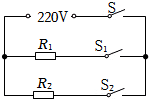 220V S
R₁ S₁
R₂ S₂